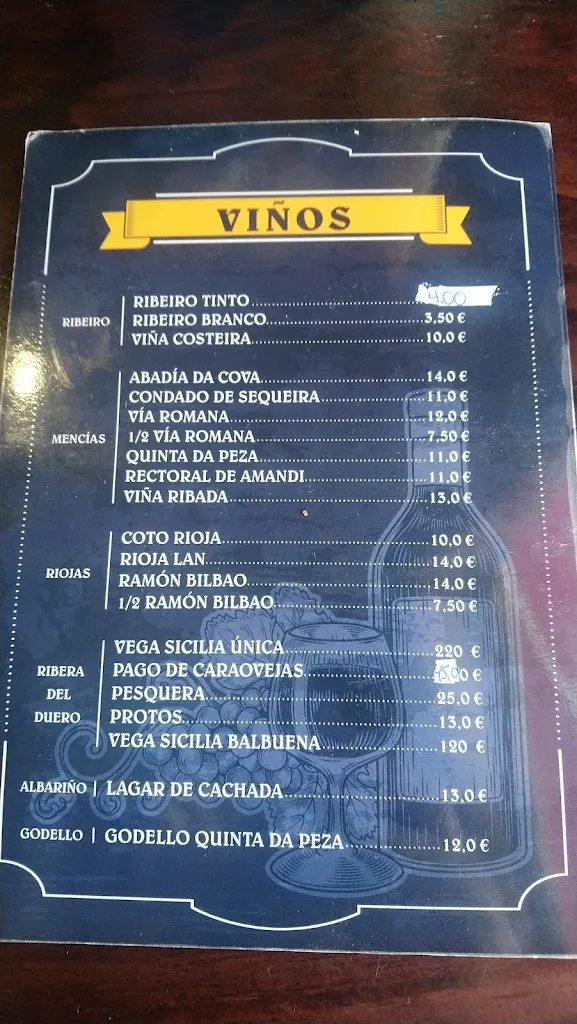 VIÑOS
RIBEIRO
RIBEIRO TINTO 4.00
RIBEIRO BRANCO 3,50 €
VIÑA COSTEIRA 10,0 €
MENCÍAS
ABADÍA DA COVA 14,0 €
CONDADO DE SEQUEIRA 11,0 €
VÍA ROMANA 12,0 €
1/2 VÍA ROMANA 7,50 €
QUINTA DA PEZA 11,0 €
RECTORAL DE AMANDI 11,0 €
VIÑA RIBADA 13,0 €
RIOJAS
COTO RIOJA 10,0 €
RIOJA LAN 14,0 €
RAMÓN BILBAO 14,0 €
1/2 RAMÓN BILBAO 7,50 €
RIBERA
DEL
DUERO
VEGA SICILIA ÚNICA 220 €
PAGO DE CARAOVEJAS €
PESQUERA 25,0 €
PROTOS 13,0 €
VEGA SICILIA BALBUENA 120 €
ALBARIÑO | LAGAR DE CACHADA 13,0 €
GODELLO | GODELLO QUINTA DA PEZA 12,0 €